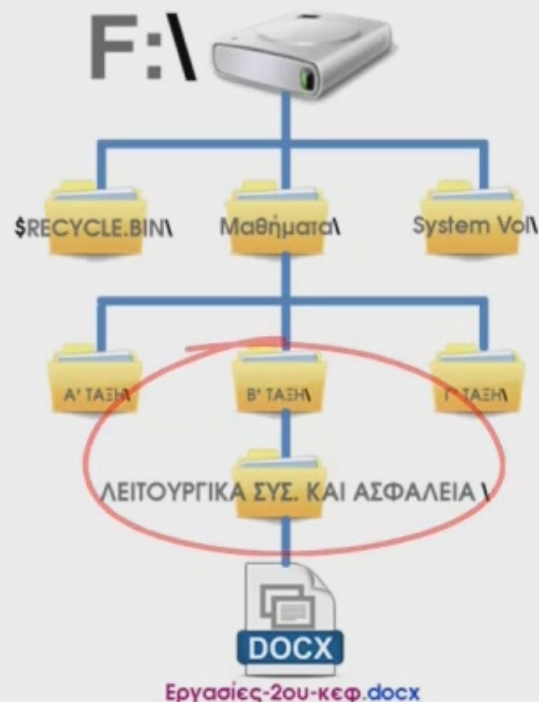 F:\
$RECYCLE.BIN\ Μαθήματα\ System Vol\
Α' ΤΑΞΗ\ Β' ΤΑΞΗ\ Γ' ΤΑΞΗ\
ΛΕΙΤΟΥΡΓΙΚΑ ΣΥΣ. ΚΑΙ ΑΣΦΑΛΕΙΑ \
DOCX
Εργασίες-2ου-κεφ.docx